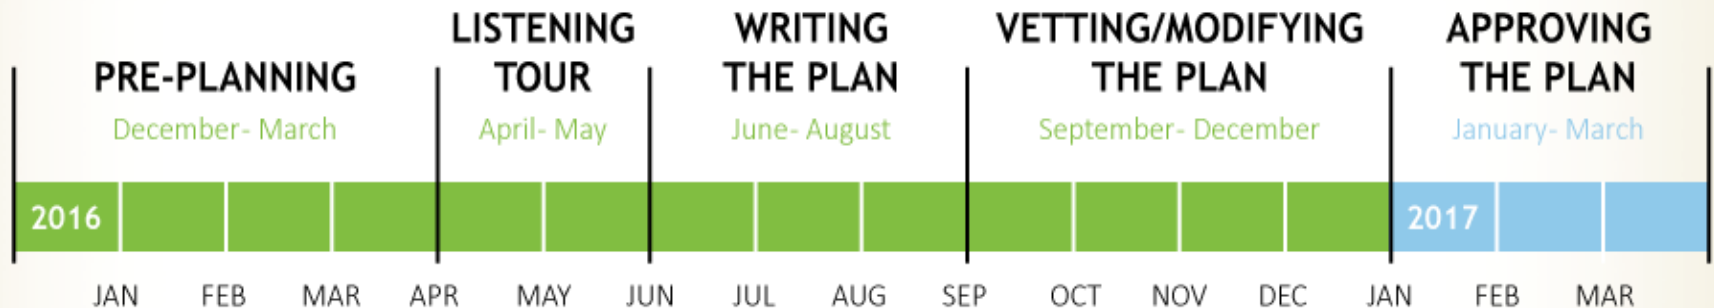 PRE-PLANNING
December- March
LISTENING
TOUR
April- May
WRITING
THE PLAN
June- August
VETTING/MODIFYING
THE PLAN
September- December
APPROVING
THE PLAN
January- March
2016
2017
JAN FEB MAR APR MAY JUN JUL AUG SEP OCT NOV DEC JAN FEB MAR